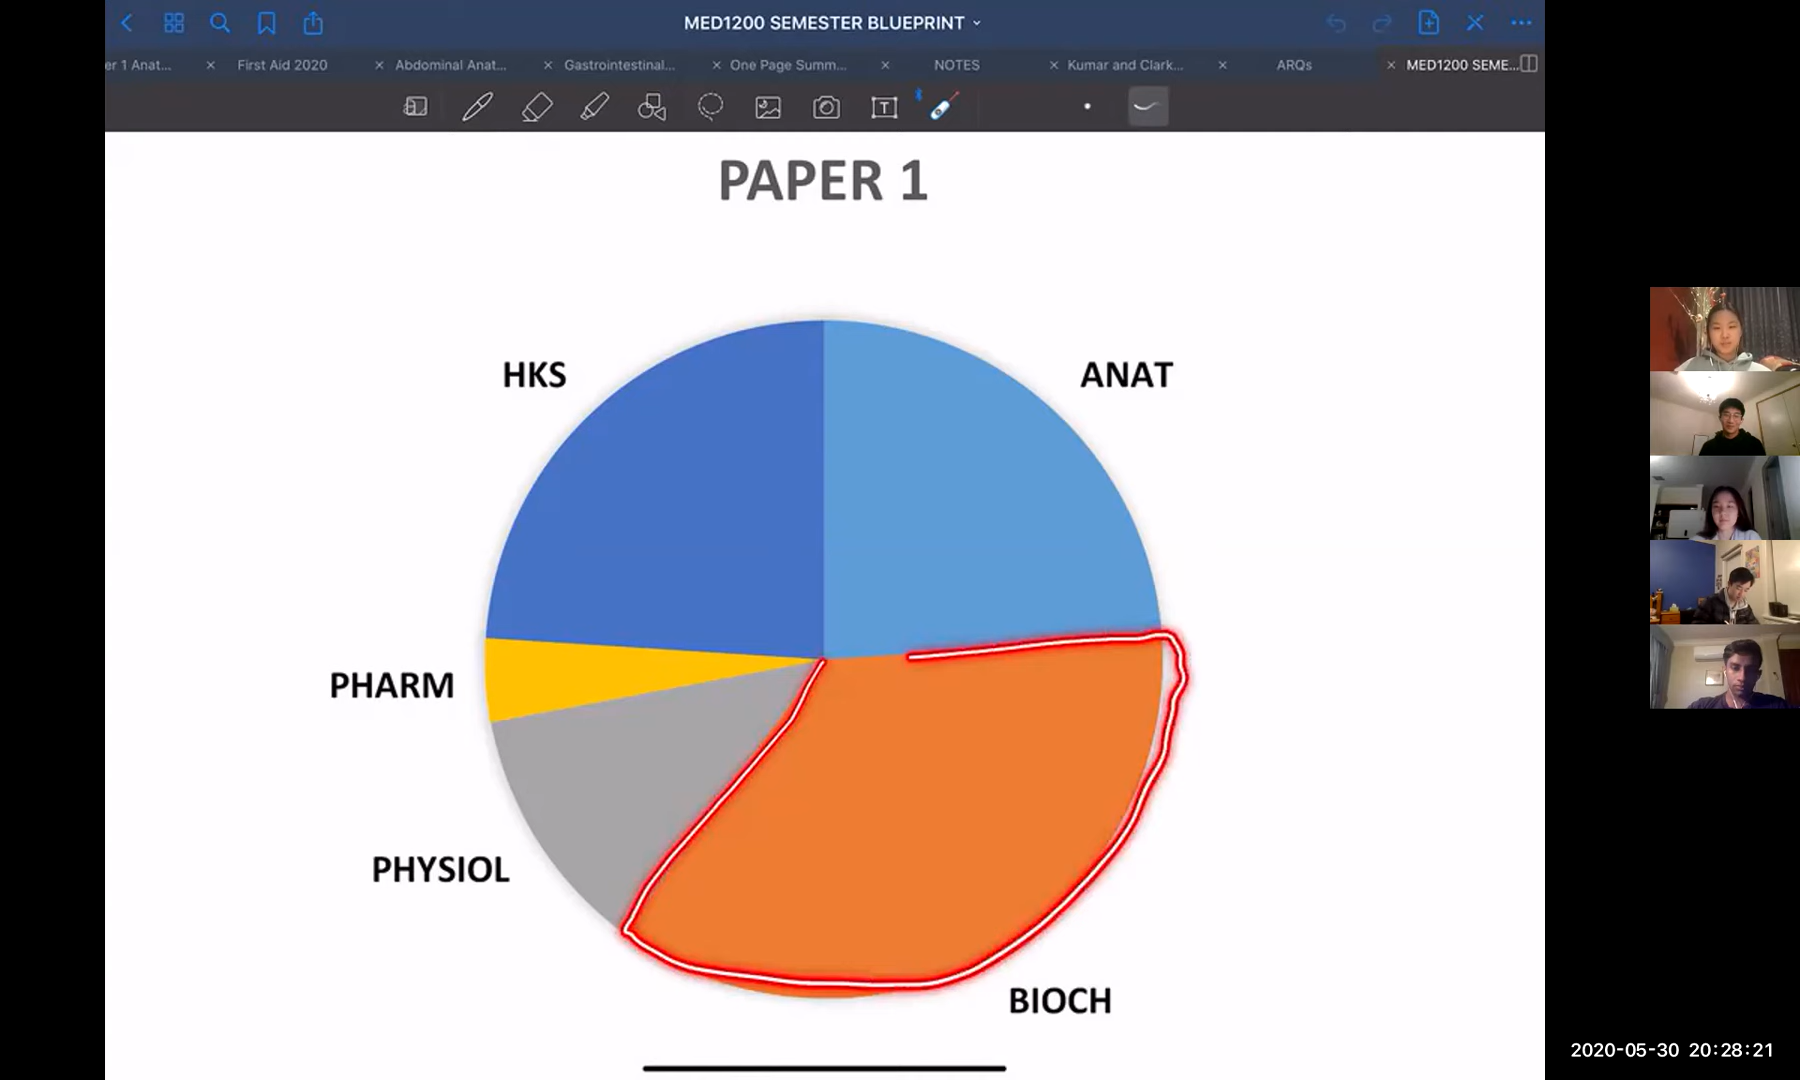 MED1200 SEMESTER BLUEPRINT
er 1 Anat...
First Aid 2020
Abdominal Anat...
Gastrointestinal...
One Page Summ...
NOTES
Kumar and Clark...
ARQs
MED1200 SEME...
T
PAPER 1
HKS
ANAT
PHARM
PHYSIOL
BIOCH
2020-05-30 20:28:21